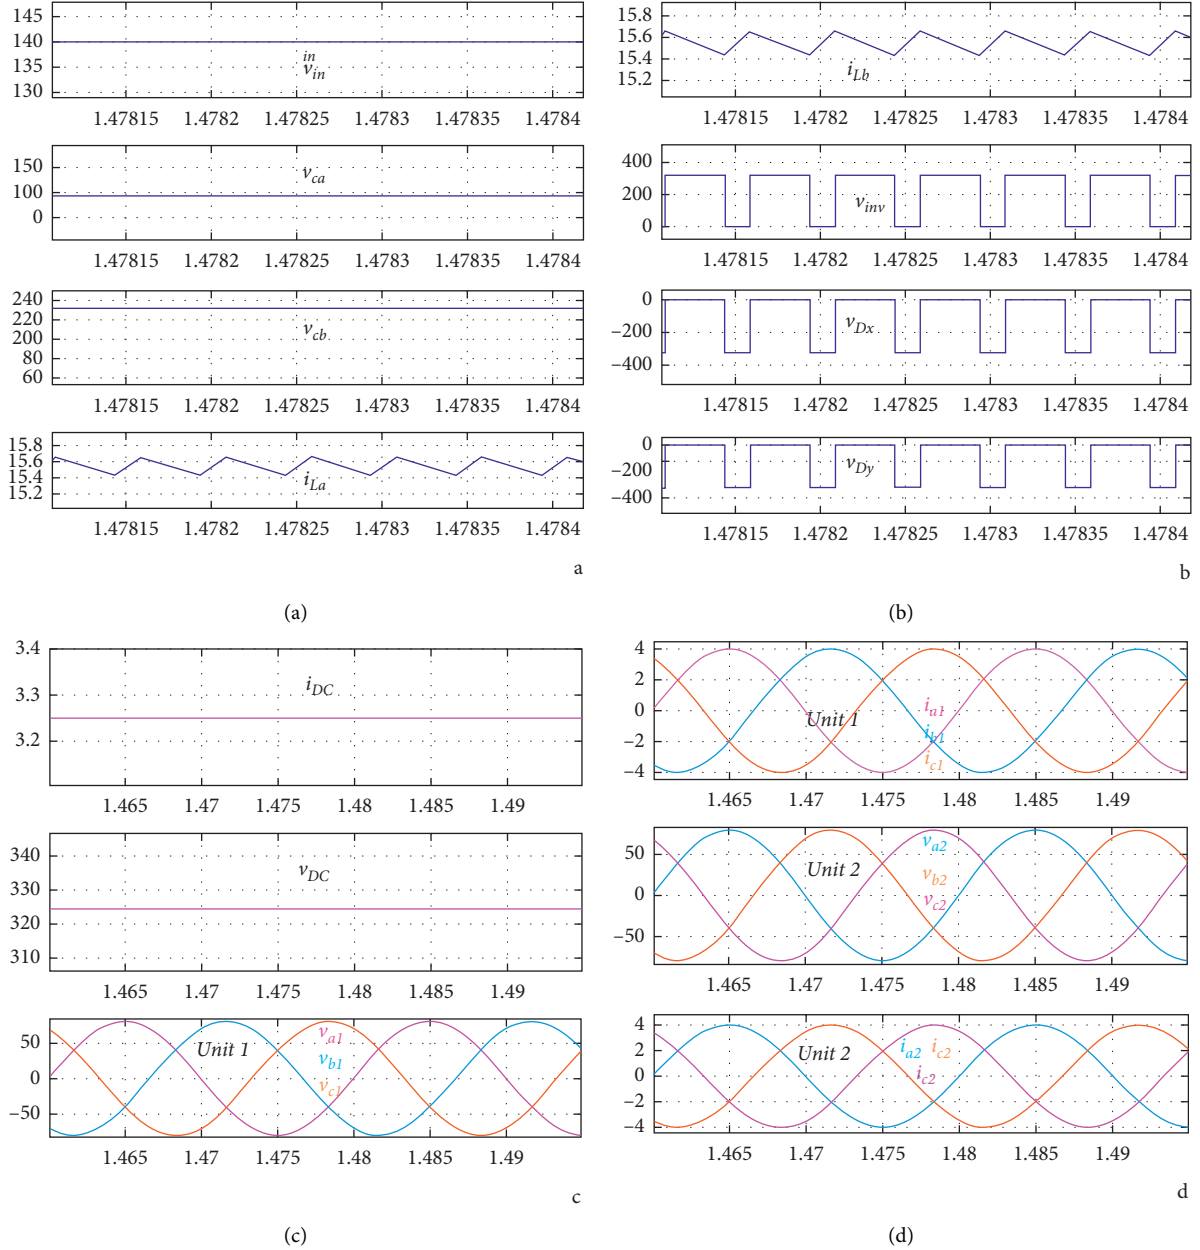 145
140
135
130
in
v_in
1.47815 1.4782 1.47825 1.4783 1.47835 1.4784
150
100
0
v_ca
1.47815 1.4782 1.47825 1.4783 1.47835 1.4784
240
220
200
80
60
v_cb
1.47815 1.4782 1.47825 1.4783 1.47835 1.4784
15.8
15.6
15.4
15.2
i_La
1.47815 1.4782 1.47825 1.4783 1.47835 1.4784
a
(a)
15.8
15.6
15.4
15.2
i_Lb
1.47815 1.4782 1.47825 1.4783 1.47835 1.4784
400
200
0
v_inv
1.47815 1.4782 1.47825 1.4783 1.47835 1.4784
0
−200
−400
v_Dx
1.47815 1.4782 1.47825 1.4783 1.47835 1.4784
0
−200
−400
v_Dy
1.47815 1.4782 1.47825 1.4783 1.47835 1.4784
b
(b)
3.4
3.3
3.2
i_DC
1.465 1.47 1.475 1.48 1.485 1.49
340
330
320
310
v_DC
1.465 1.47 1.475 1.48 1.485 1.49
50
0
−50
Unit 1
v_a1
v_b1
v_c1
1.465 1.47 1.475 1.48 1.485 1.49
c
(c)
4
2
0
−2
−4
Unit 1
i_a1
i_b1
i_c1
1.465 1.47 1.475 1.48 1.485 1.49
50
0
−50
Unit 2
v_a2
v_b2
v_c2
1.465 1.47 1.475 1.48 1.485 1.49
4
2
0
−2
−4
Unit 2
i_a2 i_c2
i_c2
1.465 1.47 1.475 1.48 1.485 1.49
d
(d)